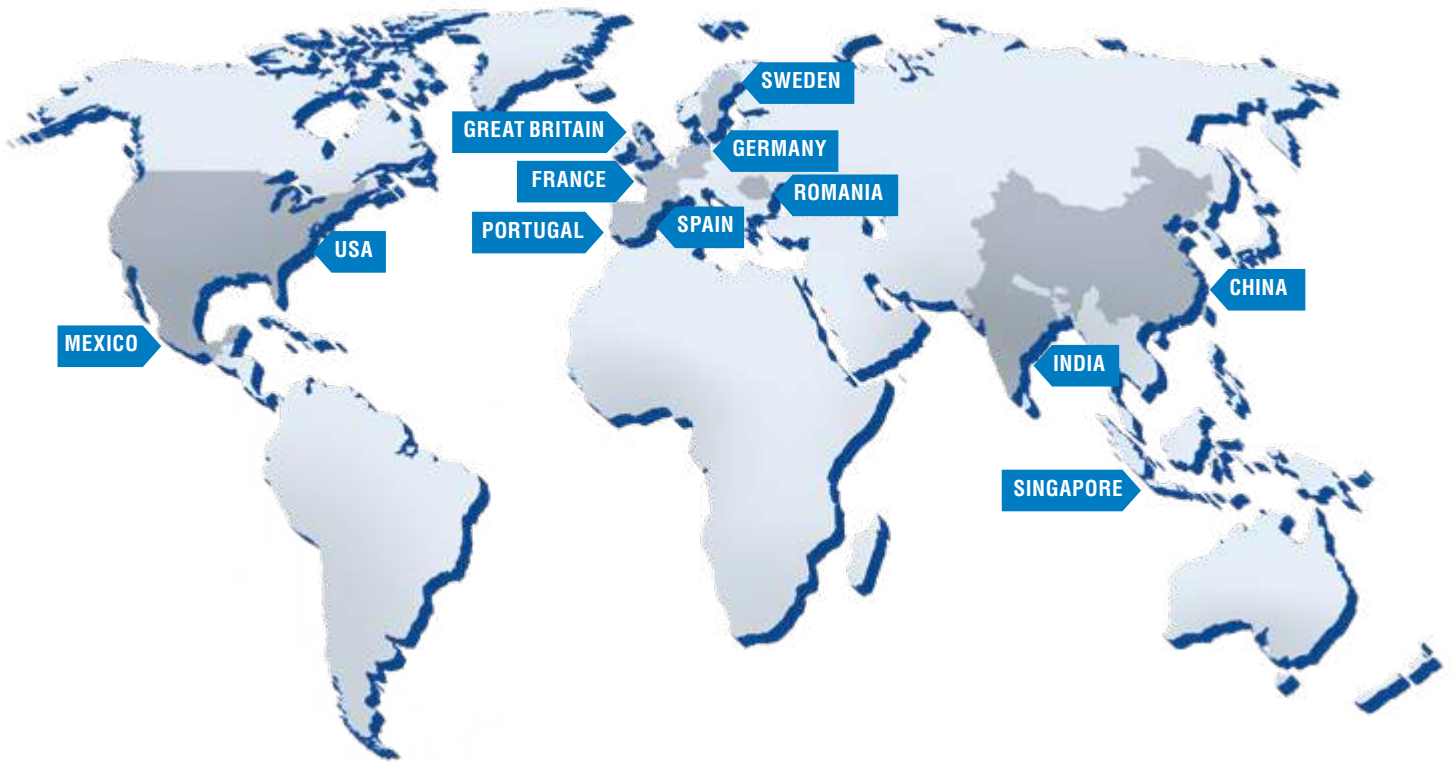 SWEDEN
GREAT BRITAIN
GERMANY
FRANCE
ROMANIA
PORTUGAL
SPAIN
USA
CHINA
MEXICO
INDIA
SINGAPORE